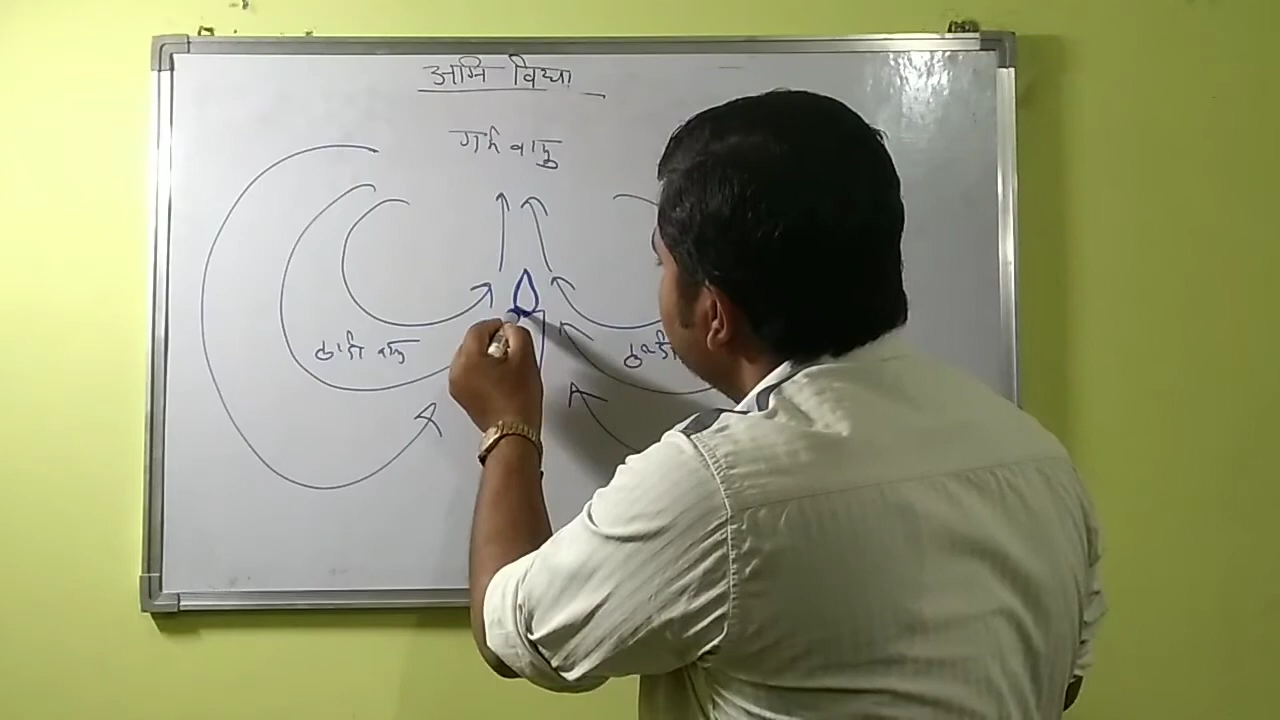 अग्नि विद्या
गर्म वायु
ठंडी वायु
ठंडी